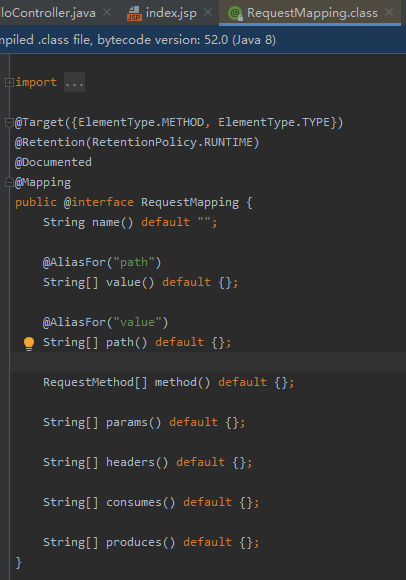 lloController.java × index.jsp × RequestMapping.class ×
mpiled .class file, bytecode version: 52.0 (Java 8)
import ...
@Target({ElementType.METHOD, ElementType.TYPE})
@Retention(RetentionPolicy.RUNTIME)
@Documented
@Mapping
public @interface RequestMapping {
String name() default "";
@AliasFor("path")
String[] value() default {};
@AliasFor("value")
String[] path() default {};
RequestMethod[] method() default {};
String[] params() default {};
String[] headers() default {};
String[] consumes() default {};
String[] produces() default {};
}